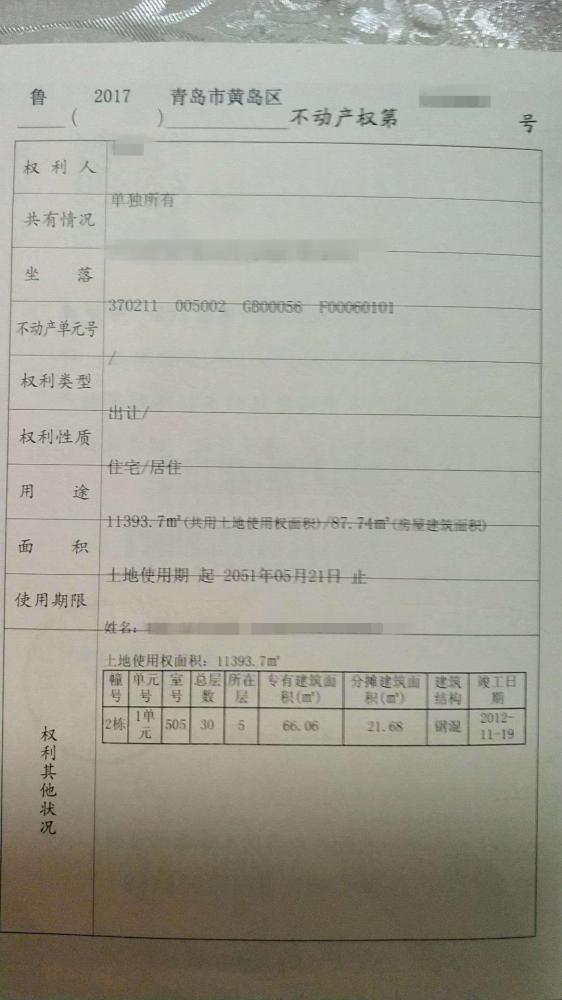 鲁 ( 2017 ) 青岛市黄岛区 不动产权第 号
权利人
共有情况 单独所有
坐落
不动产单元号 370211 005002 GB00056 F00060101
权利类型 /
权利性质 出让/
用途 住宅/居住
面积 11393.7㎡(共用土地使用权面积)/87.74㎡(房屋建筑面积)
使用期限 土地使用期 起 2051年05月21日 止
权利其他状况
姓名:
土地使用权面积: 11393.7㎡
幢号 单元号 室号 总层数 所在层 专有建筑面积(㎡) 分摊建筑面积(㎡) 建筑结构 竣工日期
2栋 1单元 505 30 5 66.06 21.68 钢混 2012-11-19